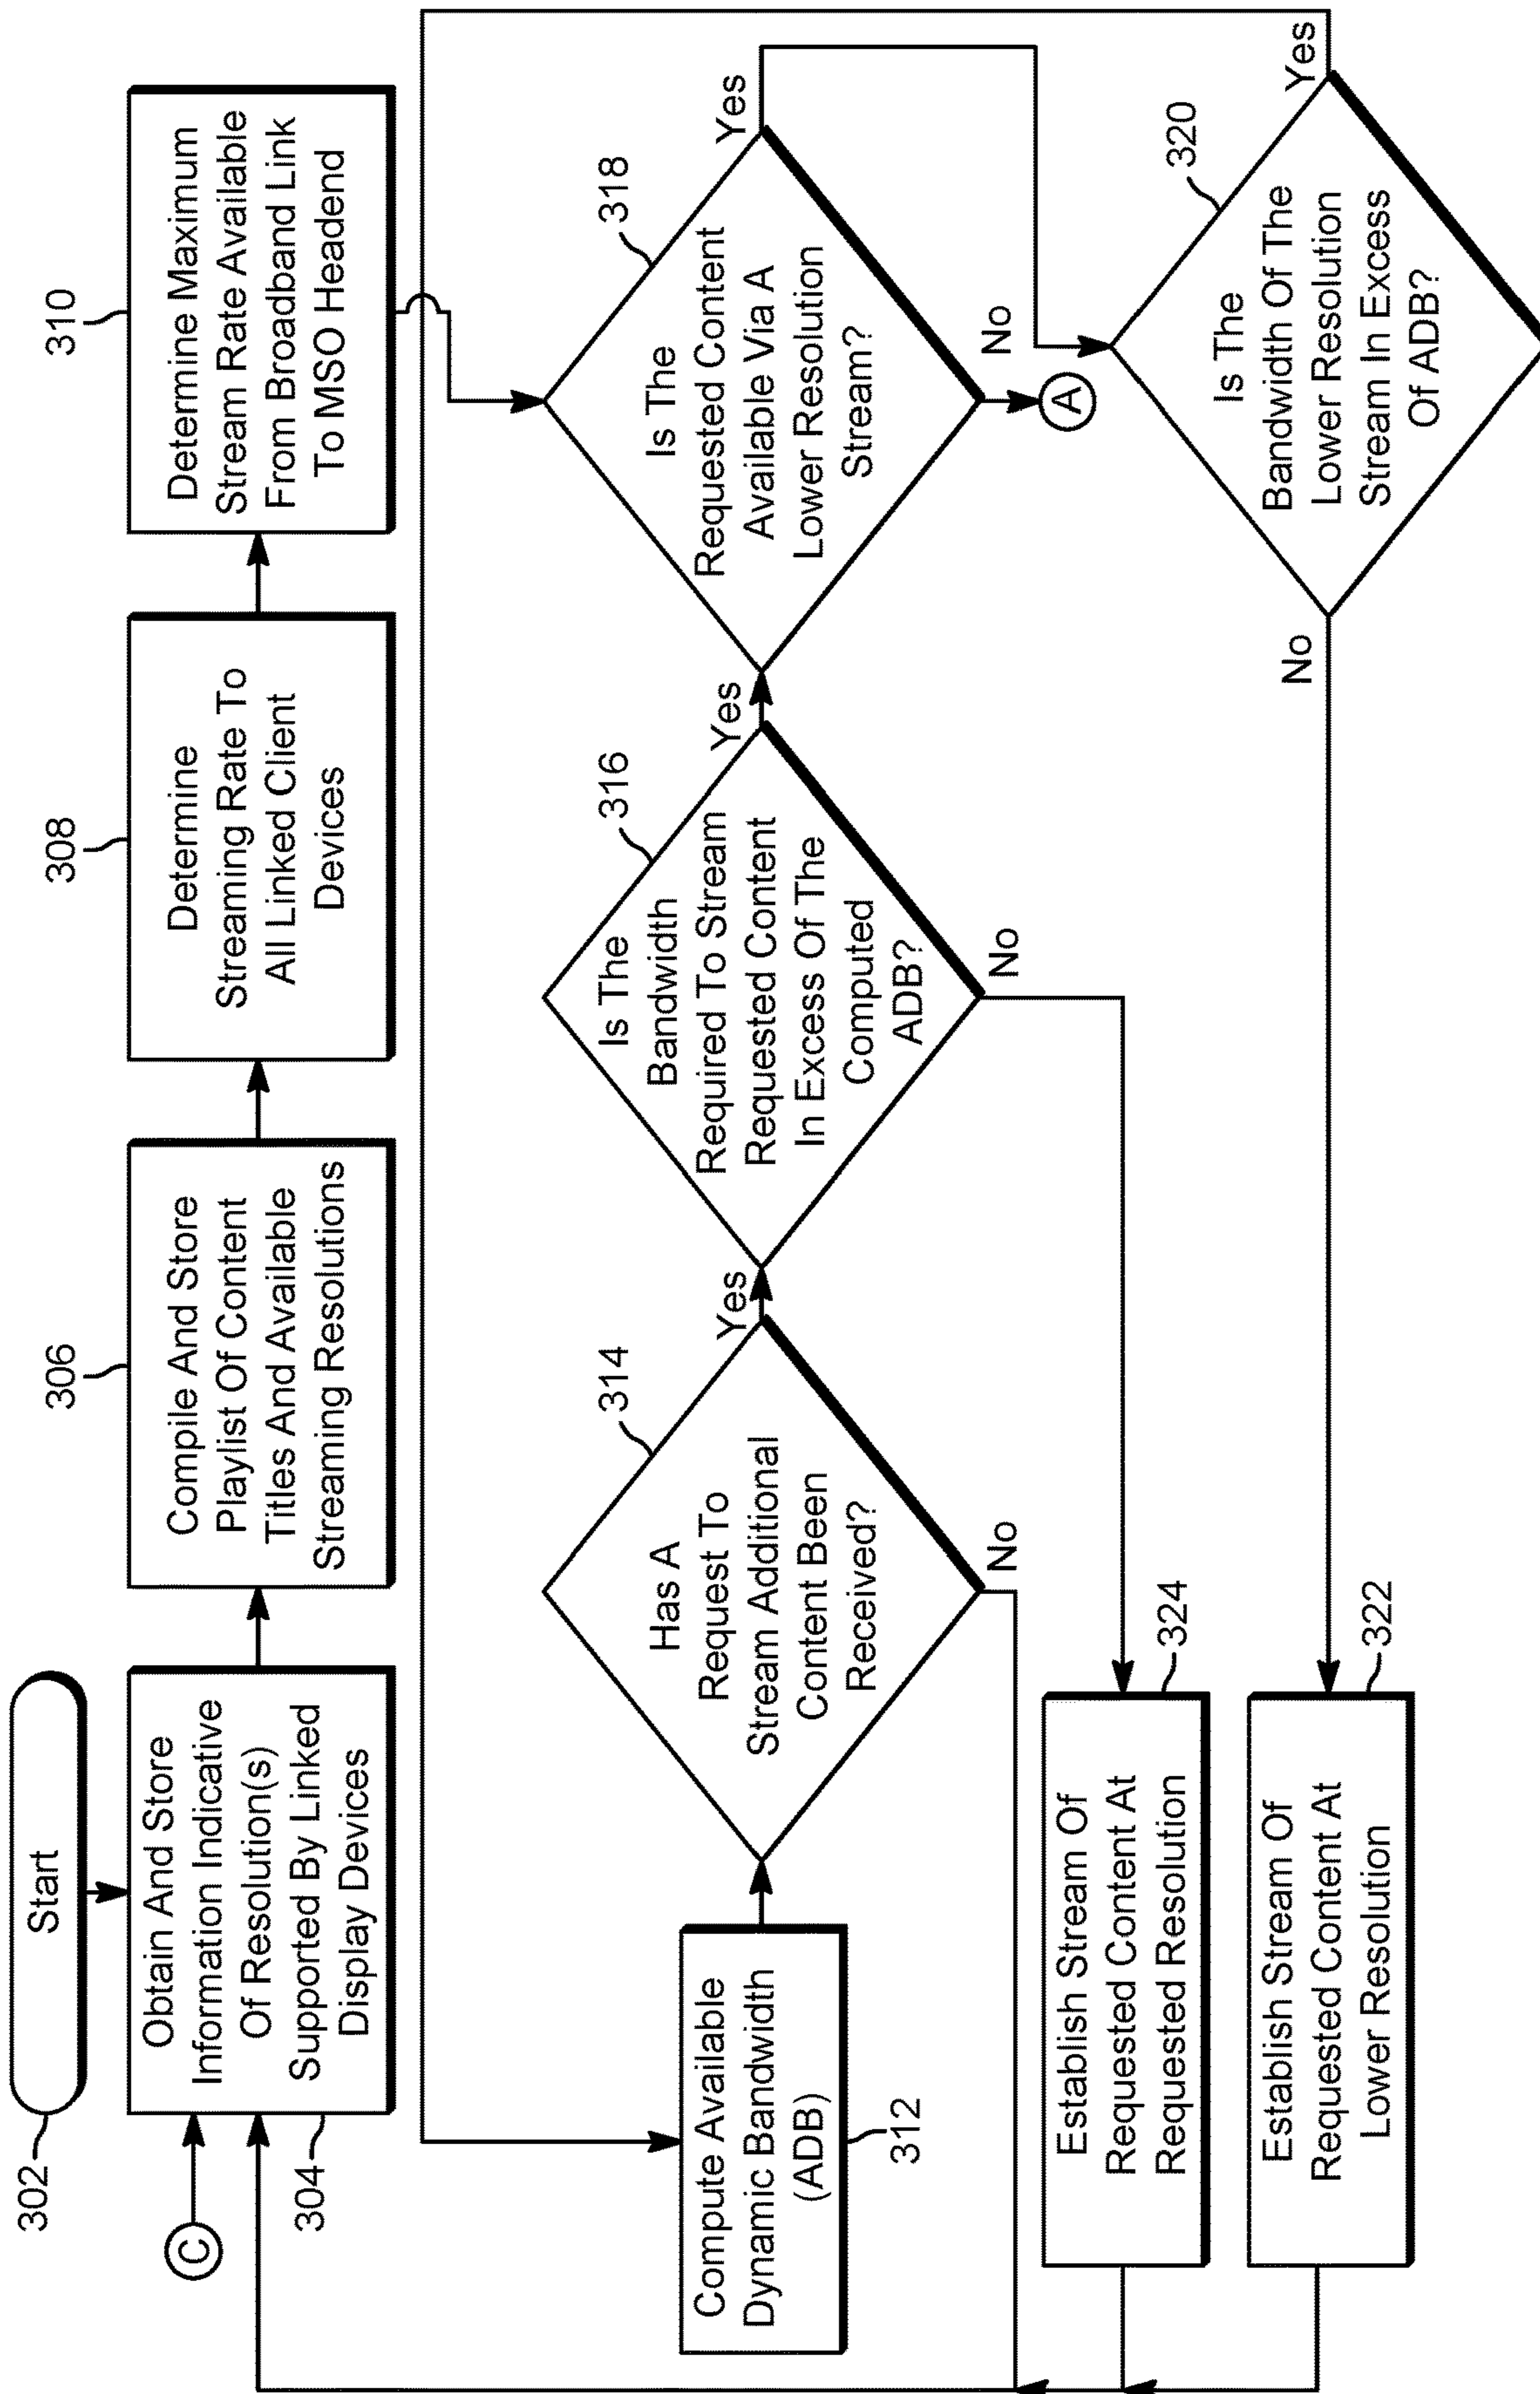 302
Start
C
304
Obtain And Store
Information Indicative
Of Resolution(s)
Supported By Linked
Display Devices
306
Compile And Store
Playlist Of Content
Titles And Available
Streaming Resolutions
308
Determine
Streaming Rate To
All Linked Client
Devices
310
Determine Maximum
Stream Rate Available
From Broadband Link
To MSO Headend
Compute Available
Dynamic Bandwidth
(ADB)
312
314
Has A
Request To
Stream Additional
Content Been
Received?
Yes
No
316
Is The
Bandwidth
Required To Stream
Requested Content
In Excess Of The
Computed
ADB?
Yes
No
318
Is The
Requested Content
Available Via A
Lower Resolution
Stream?
Yes
No
A
320
Is The
Bandwidth Of The
Lower Resolution
Stream In Excess
Of ADB?
Yes
No
Establish Stream Of
Requested Content At
Requested Resolution
324
Establish Stream Of
Requested Content At
Lower Resolution
322